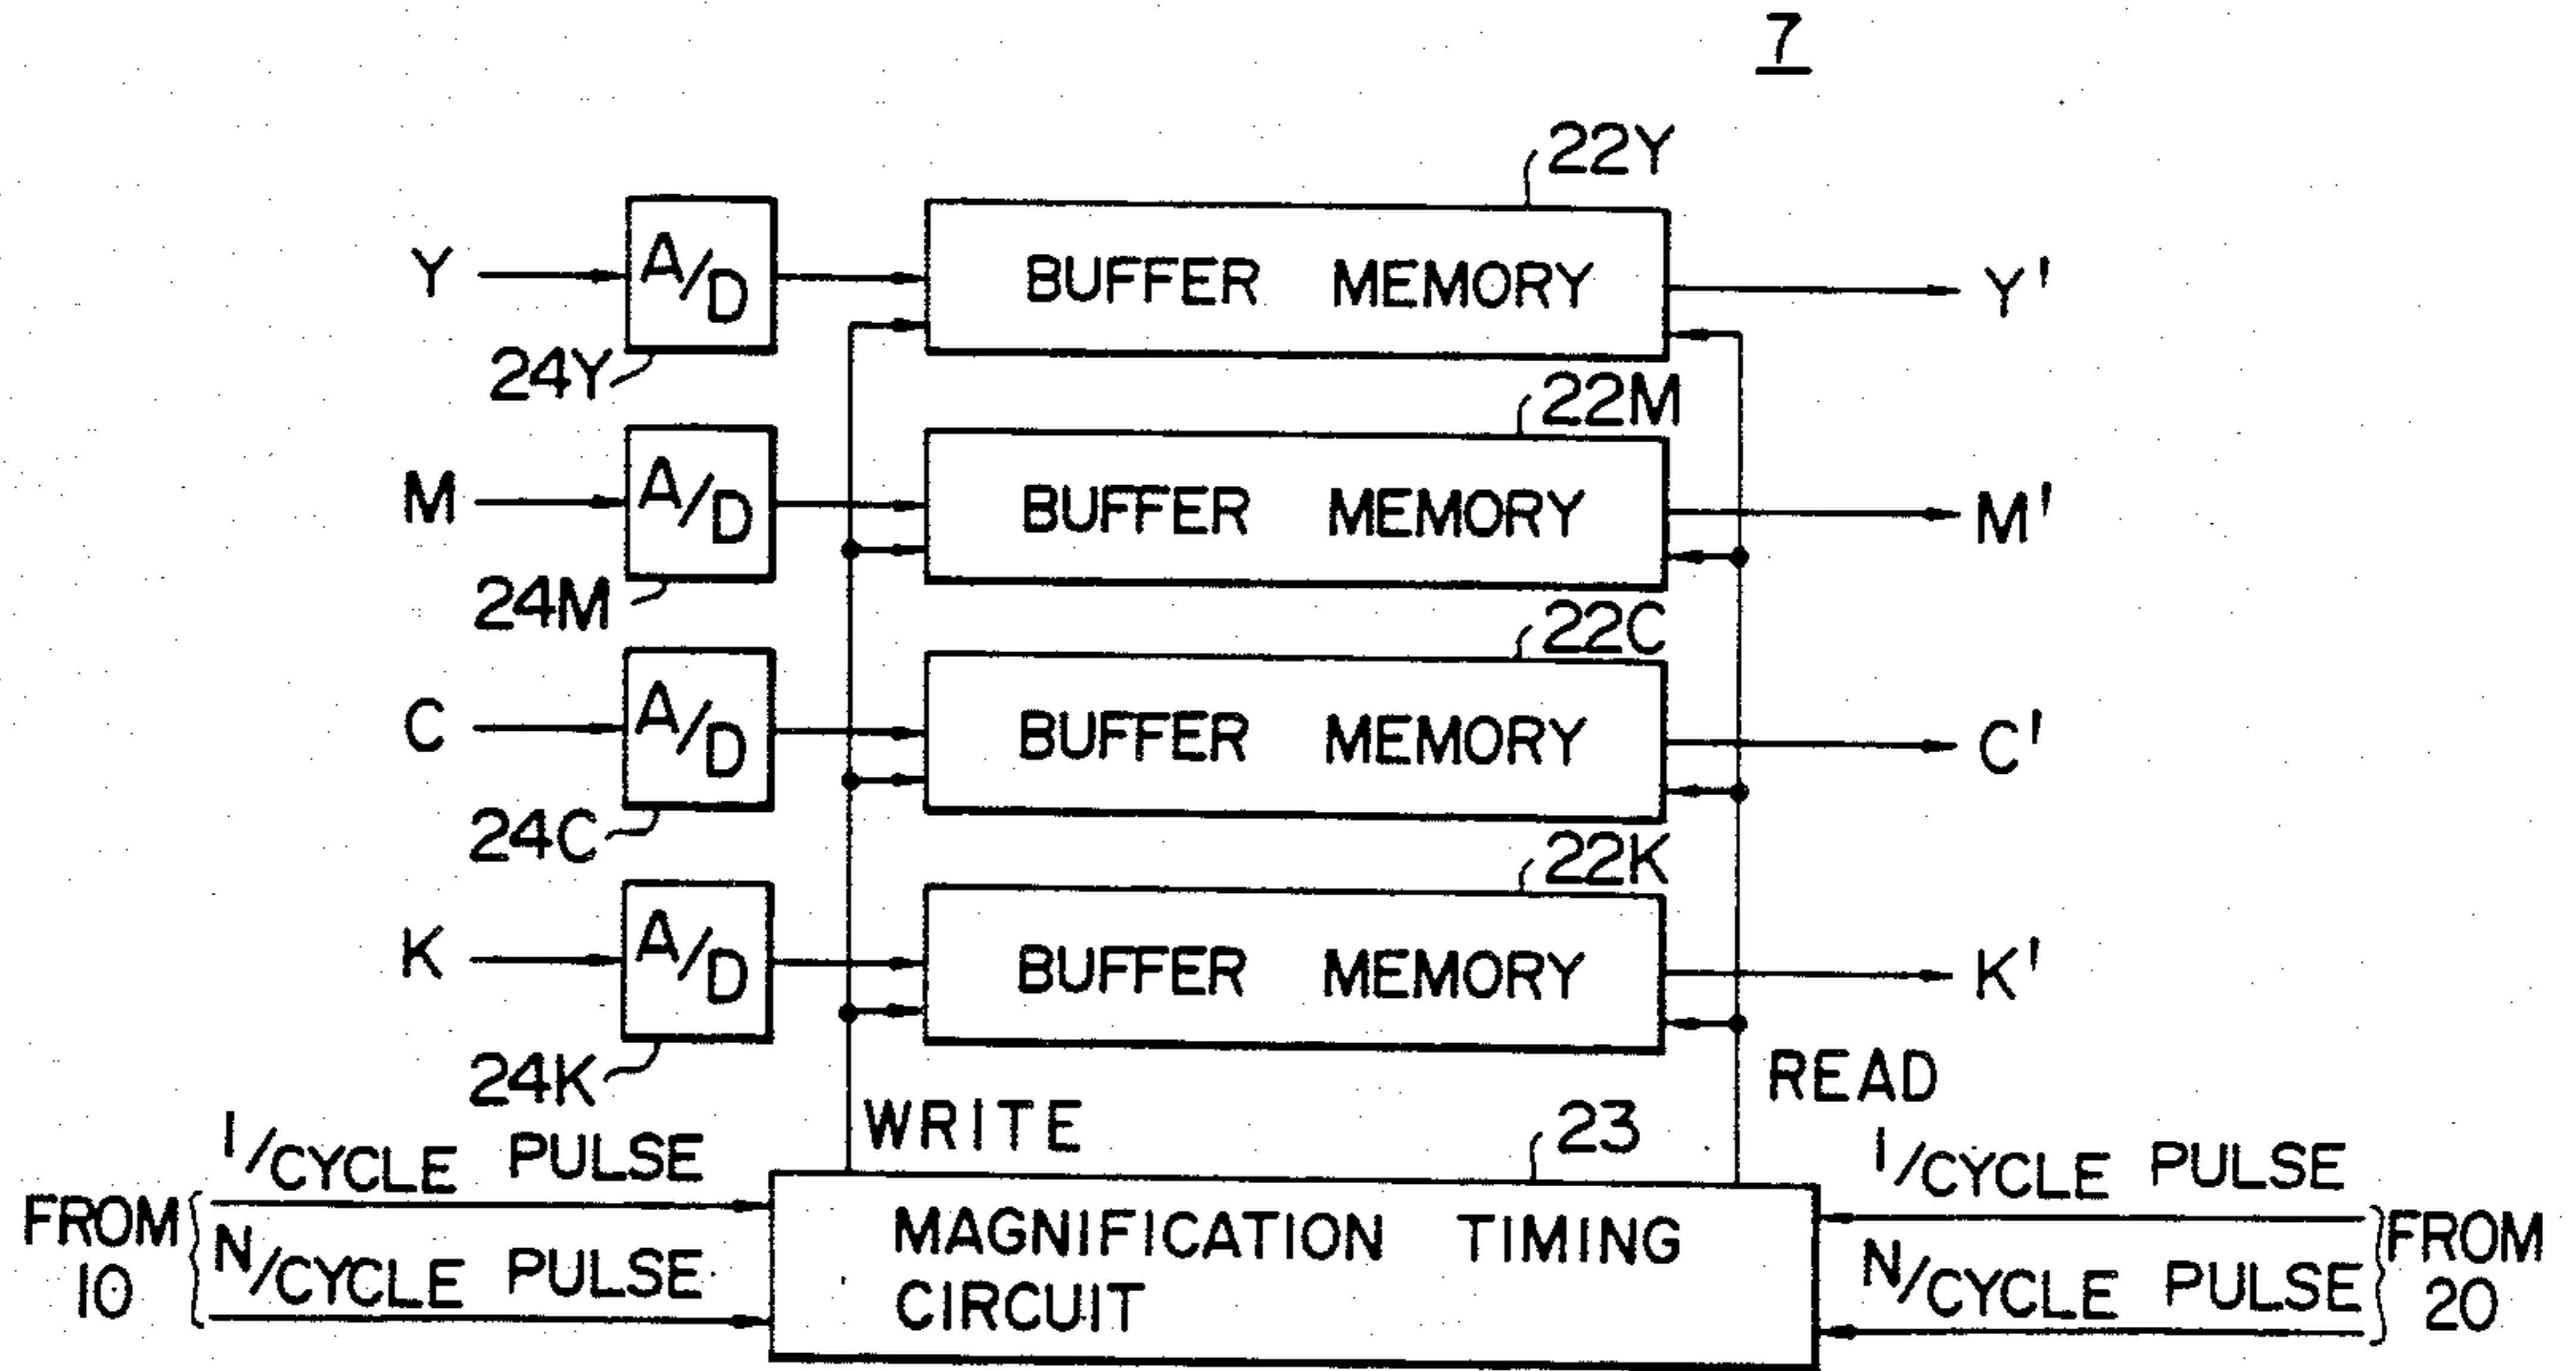 7
22Y
Y A/D BUFFER MEMORY Y'
24Y
22M
M A/D BUFFER MEMORY M'
24M
22C
C A/D BUFFER MEMORY C'
24C
22K
K A/D BUFFER MEMORY K'
24K
WRITE
READ
23
1/CYCLE PULSE
N/CYCLE PULSE
FROM
10
MAGNIFICATION TIMING
CIRCUIT
1/CYCLE PULSE
N/CYCLE PULSE
FROM
20